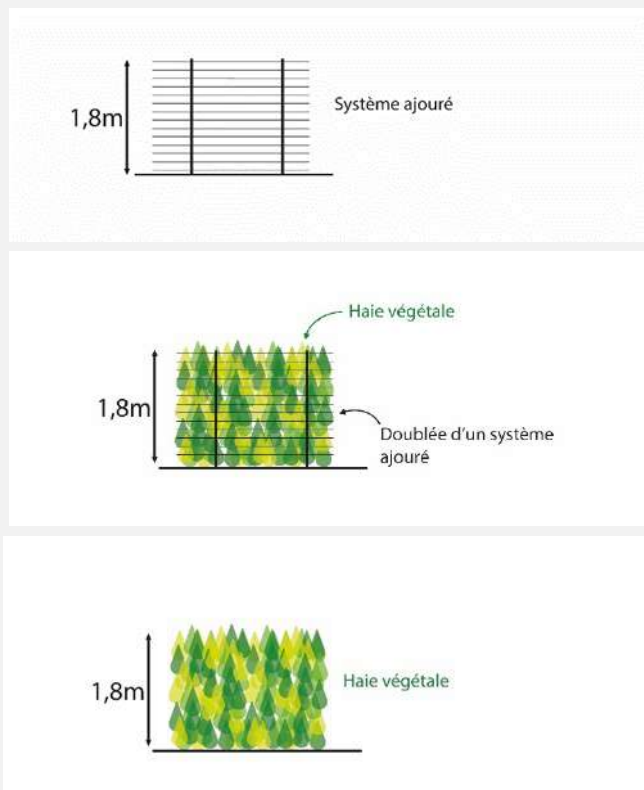 1,8m
Système ajouré
Haie végétale
1,8m
Doublée d'un système
ajouré
1,8m
Haie végétale